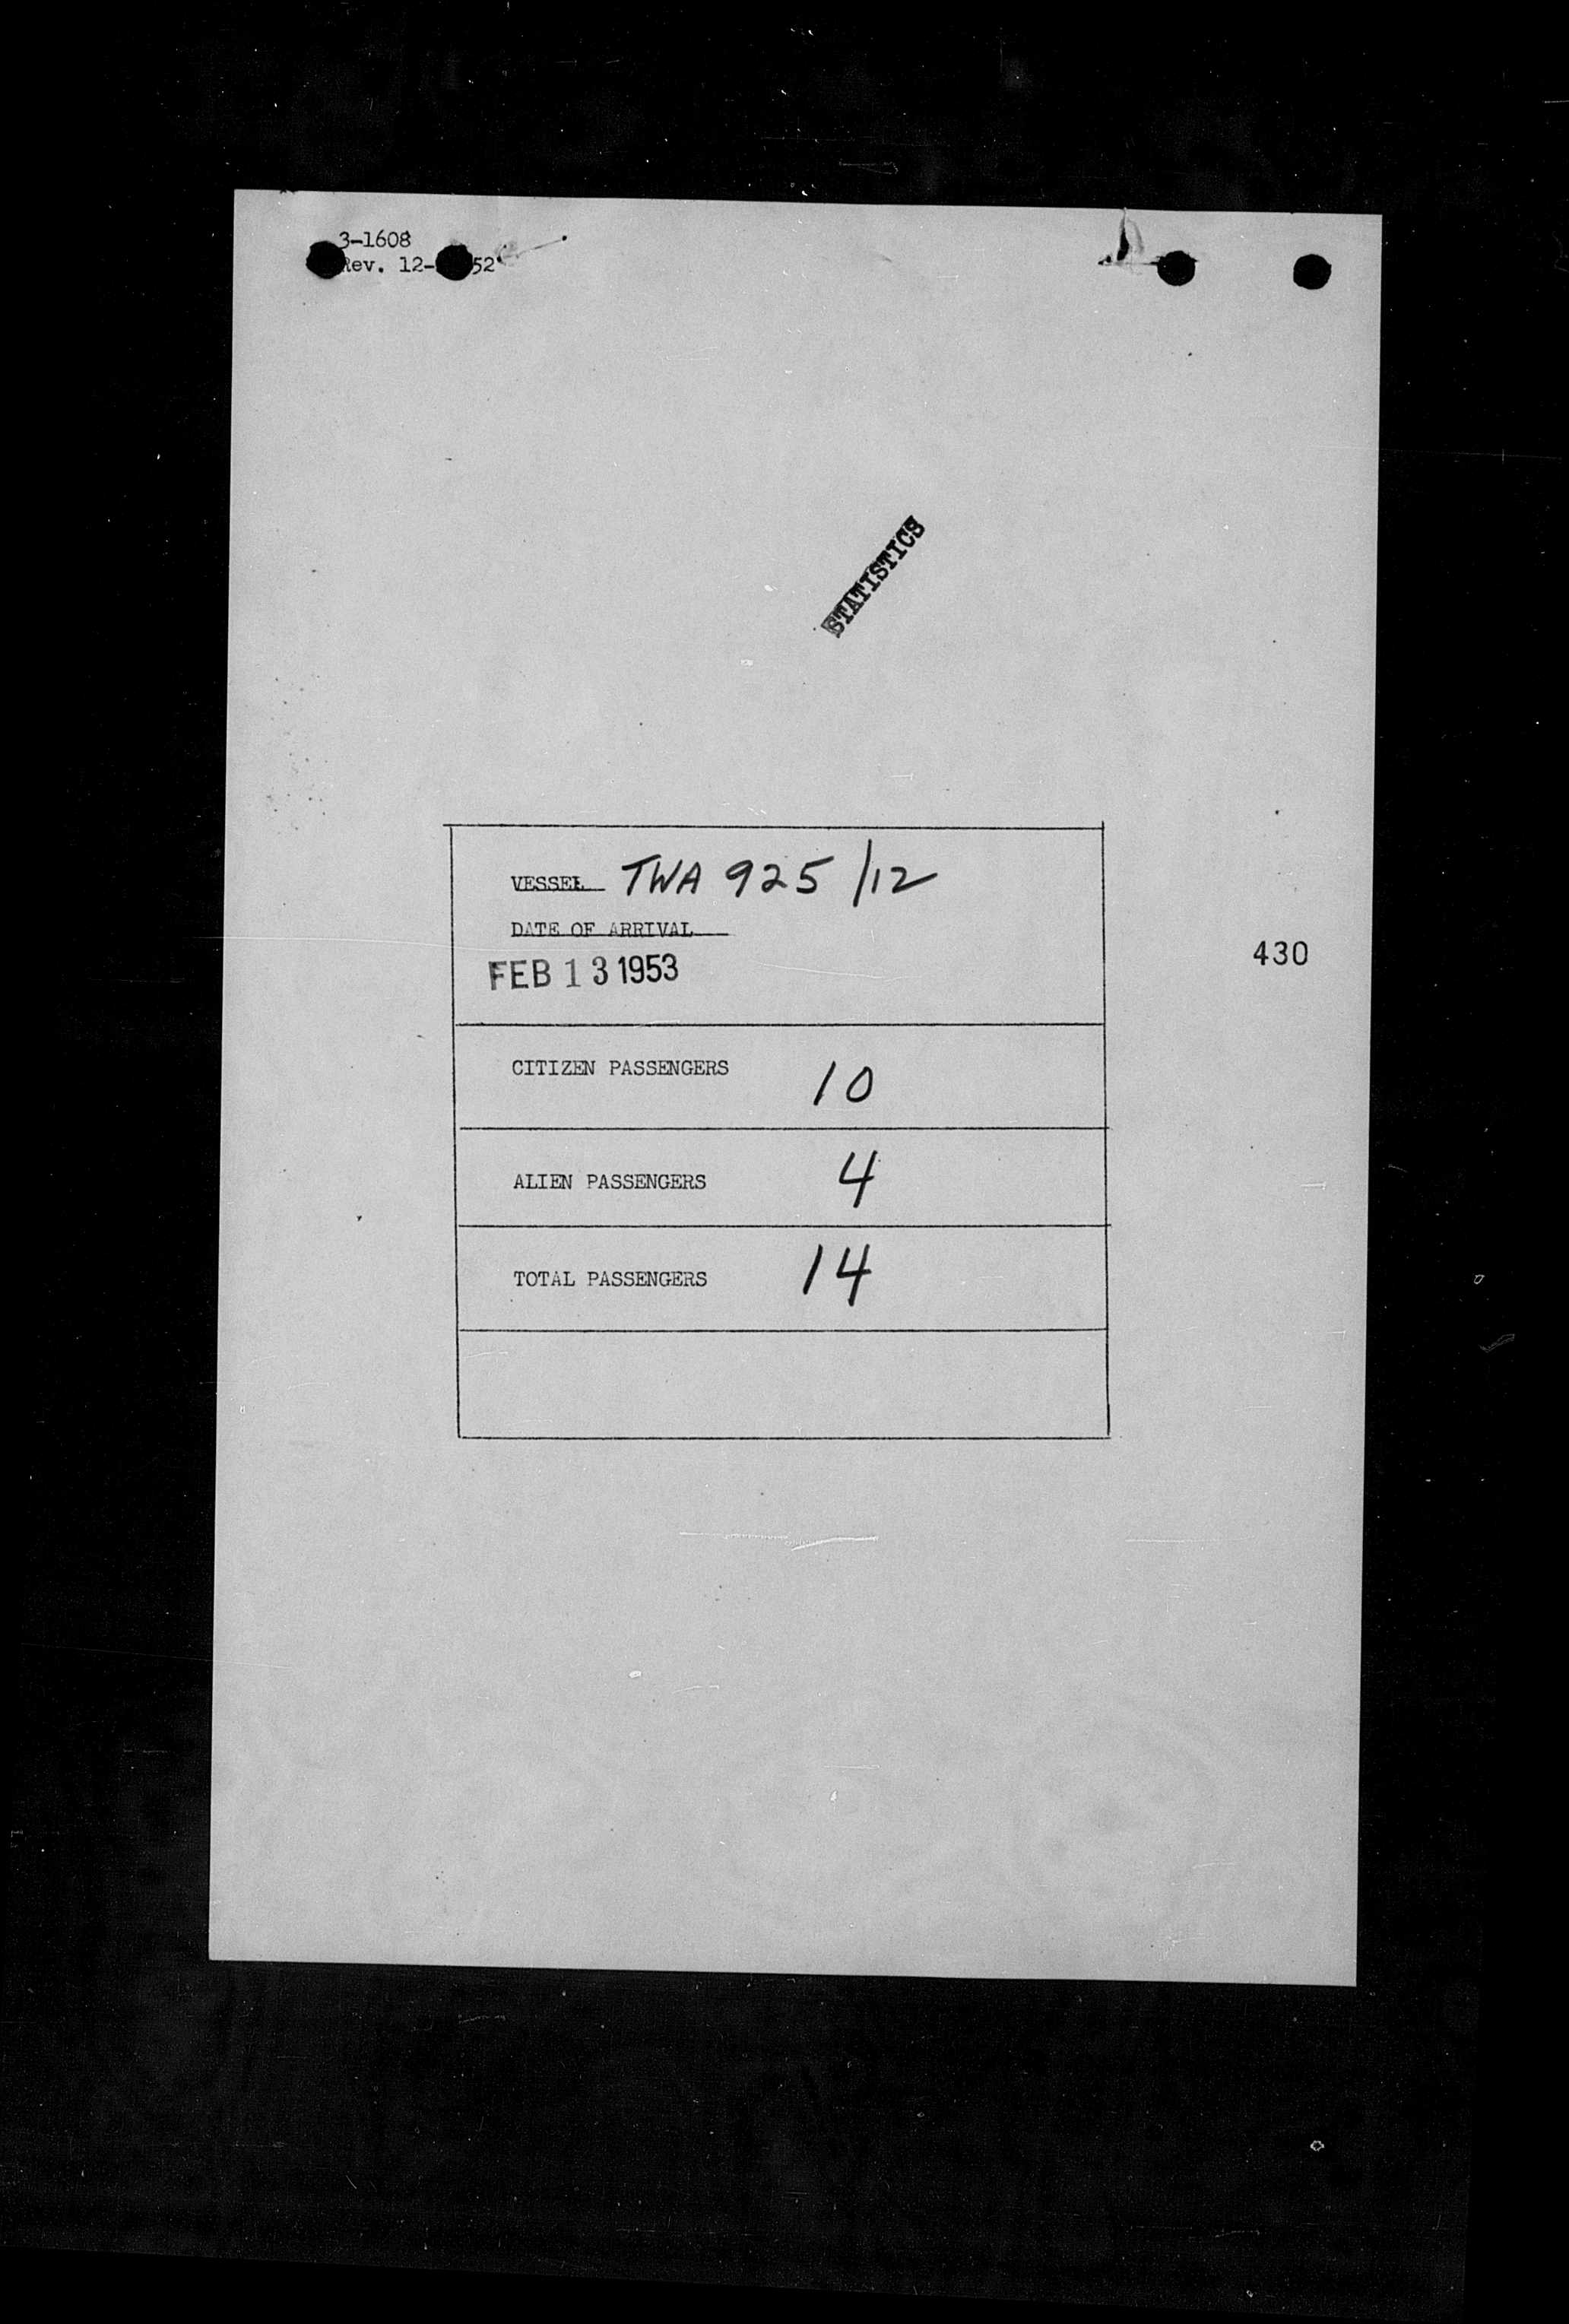 3-1608
Rev. 12- 52
STATISTICS
VESSEL TWA 925/12
DATE OF ARRIVAL
FEB 13 1953
430
CITIZEN PASSENGERS 10
ALIEN PASSENGERS 4
TOTAL PASSENGERS 14